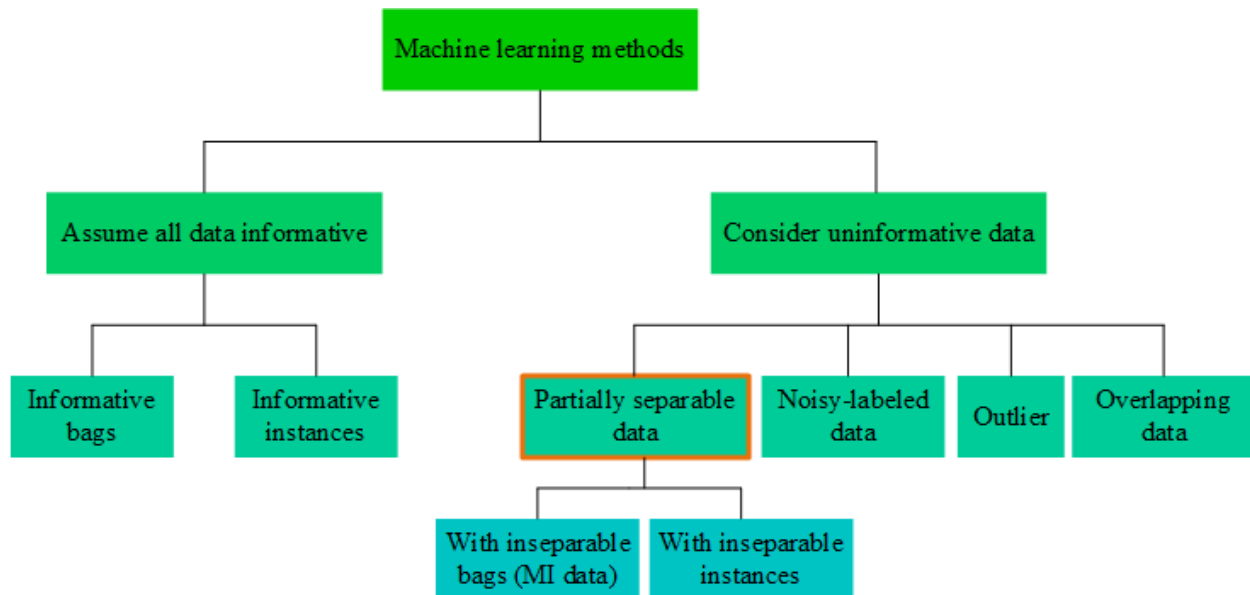 Machine learning methods
Assume all data informative
Consider uninformative data
Informative
bags
Informative
instances
Partially separable
data
Noisy-labeled
data
Outlier
Overlapping
data
With inseparable
bags (MI data)
With inseparable
instances